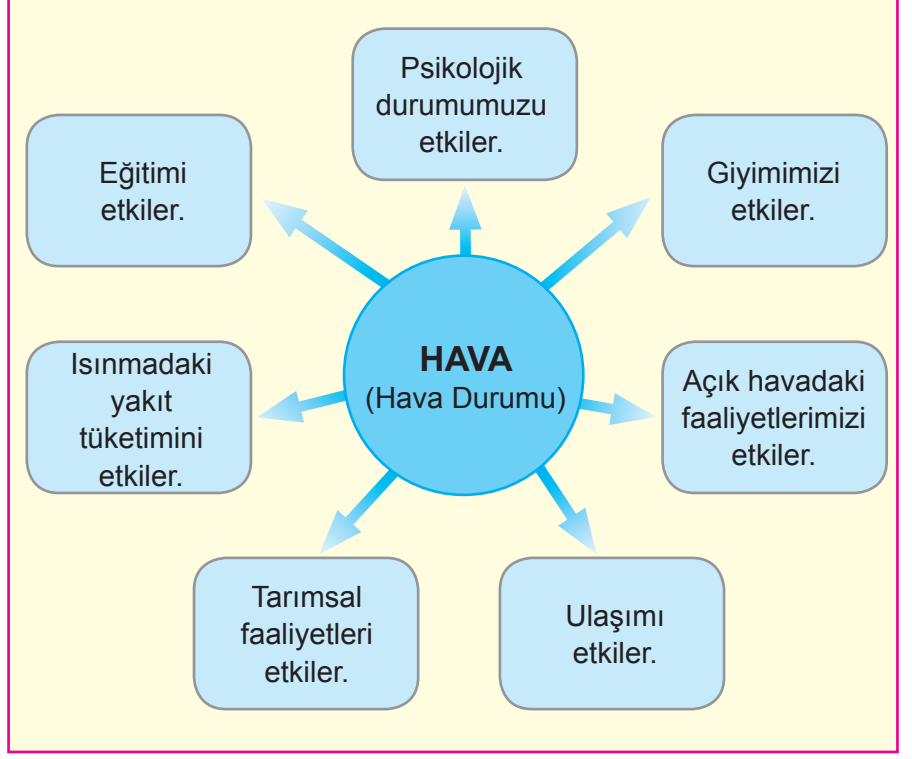 Psikolojik
durumumuzu
etkiler.
Eğitimi
etkiler.
Giyimimizi
etkiler.
HAVA
(Hava Durumu)
Isınmadaki
yakıt
tüketimini
etkiler.
Açık havadaki
faaliyetlerimizi
etkiler.
Tarımsal
faaliyetleri
etkiler.
Ulaşımı
etkiler.